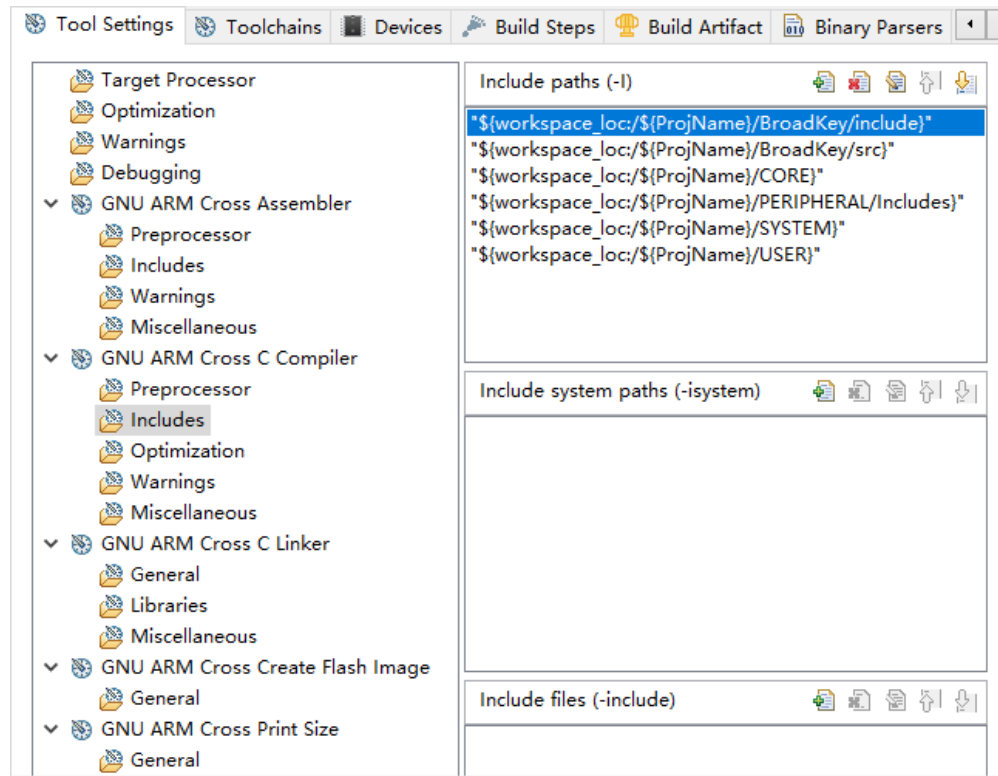 Tool Settings Toolchains Devices Build Steps Build Artifact Binary Parsers
Target Processor
Optimization
Warnings
Debugging
GNU ARM Cross Assembler
Preprocessor
Includes
Warnings
Miscellaneous
GNU ARM Cross C Compiler
Preprocessor
Includes
Optimization
Warnings
Miscellaneous
GNU ARM Cross C Linker
General
Libraries
Miscellaneous
GNU ARM Cross Create Flash Image
General
GNU ARM Cross Print Size
General
Include paths (-I)
"${workspace_loc:/${ProjName}/BroadKey/include}"
"${workspace_loc:/${ProjName}/BroadKey/src}"
"${workspace_loc:/${ProjName}/CORE}"
"${workspace_loc:/${ProjName}/PERIPHERAL/Includes}"
"${workspace_loc:/${ProjName}/SYSTEM}"
"${workspace_loc:/${ProjName}/USER}"
Include system paths (-isystem)
Include files (-include)